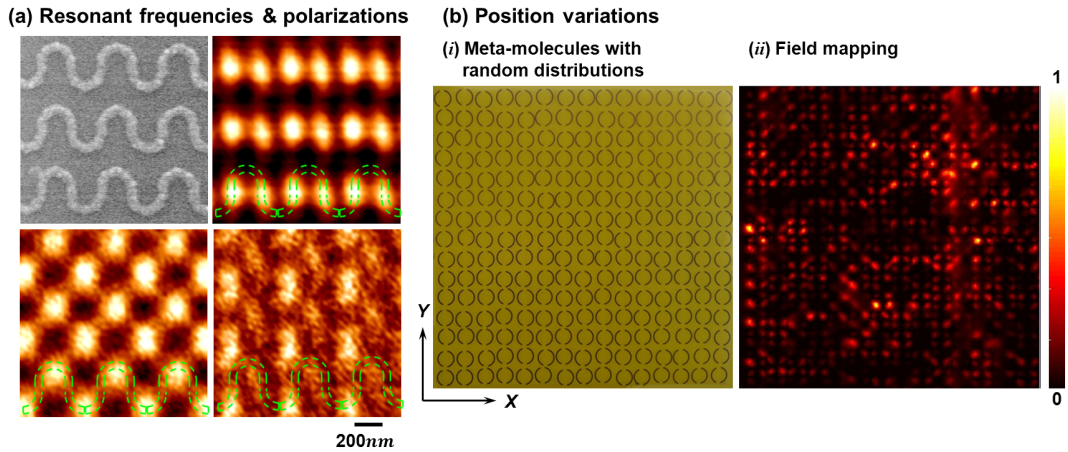 (a) Resonant frequencies & polarizations
200nm
(b) Position variations
(i) Meta-molecules with
random distributions
(ii) Field mapping
Y
X
1
0